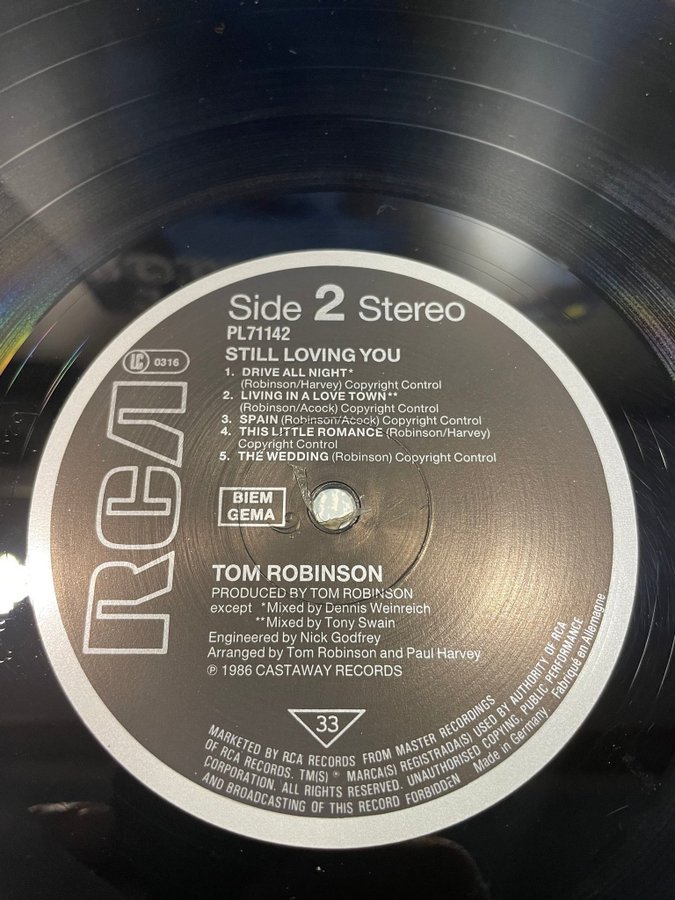 Side 2 Stereo
PL71142
STILL LOVING YOU
1. DRIVE ALL NIGHT*
(Robinson/Harvey) Copyright Control
2. LIVING IN A LOVE TOWN**
(Robinson/Acock) Copyright Control
3. SPAIN (Robinson/Acock) Copyright Control
4. THIS LITTLE ROMANCE (Robinson/Harvey)
Copyright Control
5. THE WEDDING (Robinson) Copyright Control
LC 0316
RCA
BIEM
GEMA
TOM ROBINSON
PRODUCED BY TOM ROBINSON
except *Mixed by Dennis Weinreich
**Mixed by Tony Swain
Engineered by Nick Godfrey
Arranged by Tom Robinson and Paul Harvey
℗ 1986 CASTAWAY RECORDS
33
MARKETED BY RCA RECORDS FROM MASTER RECORDINGS
OF RCA RECORDS. TM(S) ® MARCA(S) REGISTRADA(S) USED BY AUTHORITY OF RCA
CORPORATION. ALL RIGHTS RESERVED. UNAUTHORISED COPYING, PUBLIC PERFORMANCE
AND BROADCASTING OF THIS RECORD FORBIDDEN Made in Germany. Fabriqué en Allemagne